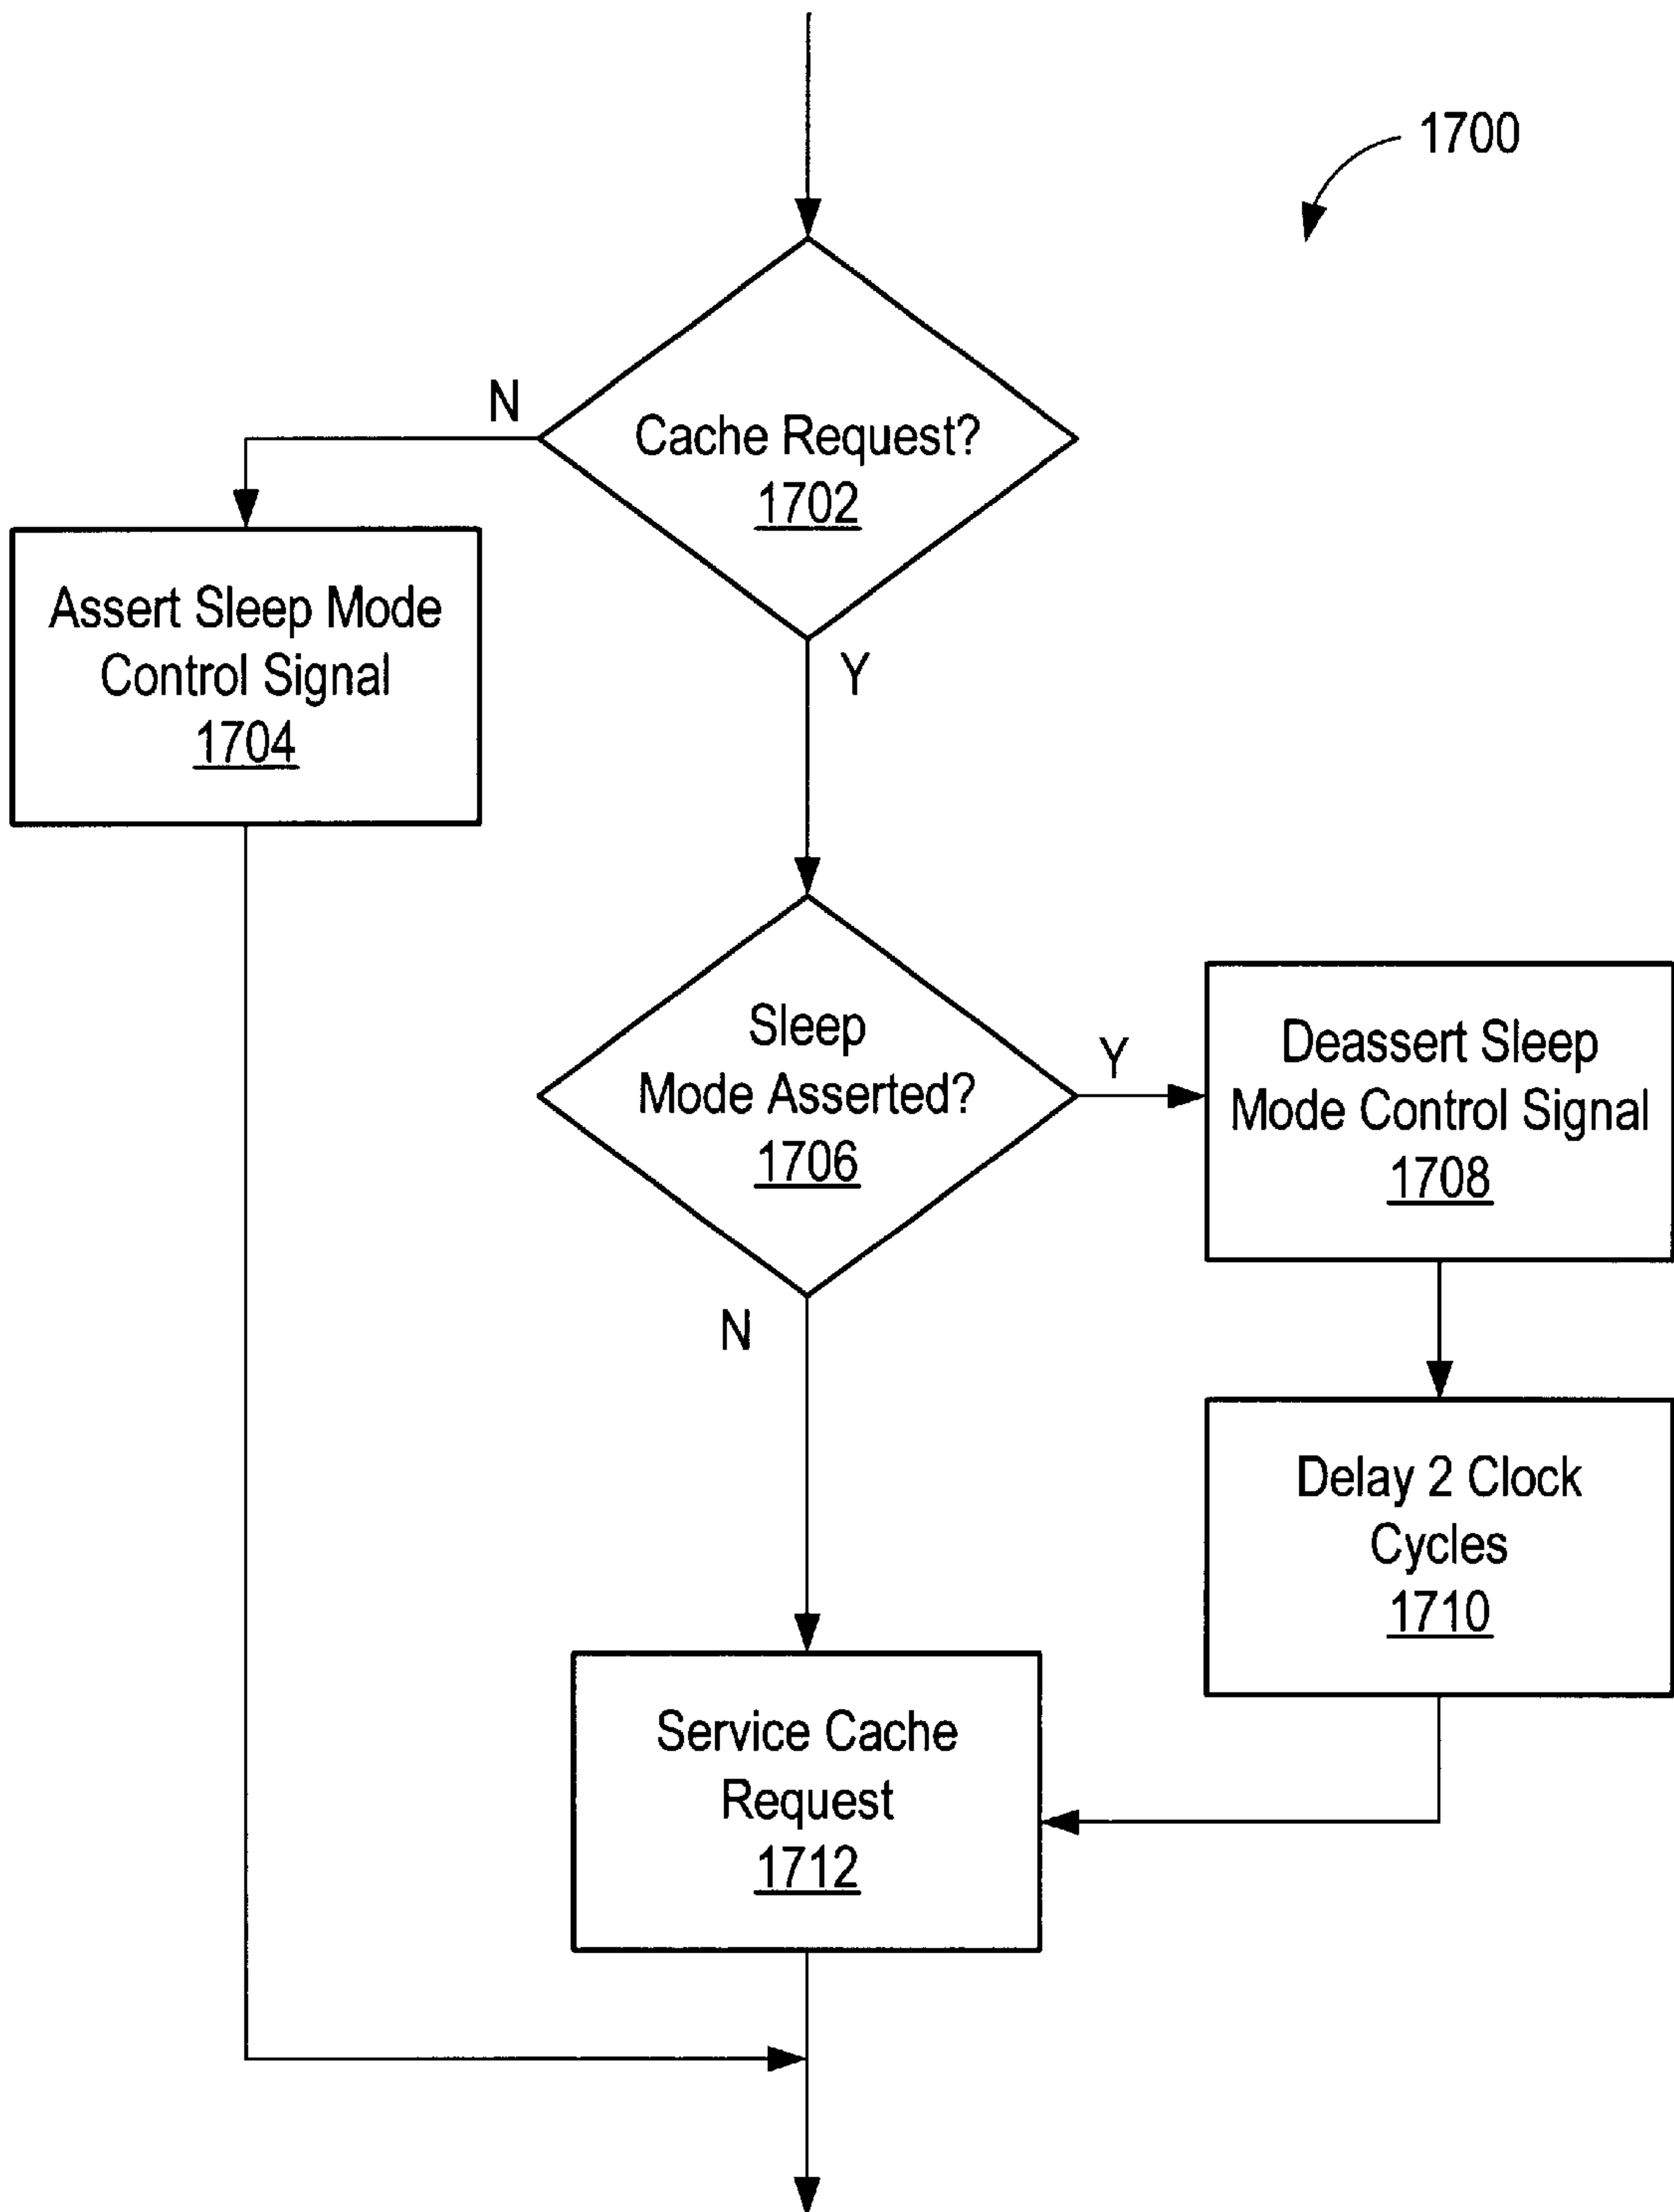 1700
N
Cache Request?
1702
Assert Sleep Mode
Control Signal
1704
Y
Sleep
Mode Asserted?
1706
Y
Deassert Sleep
Mode Control Signal
1708
N
Delay 2 Clock
Cycles
1710
Service Cache
Request
1712